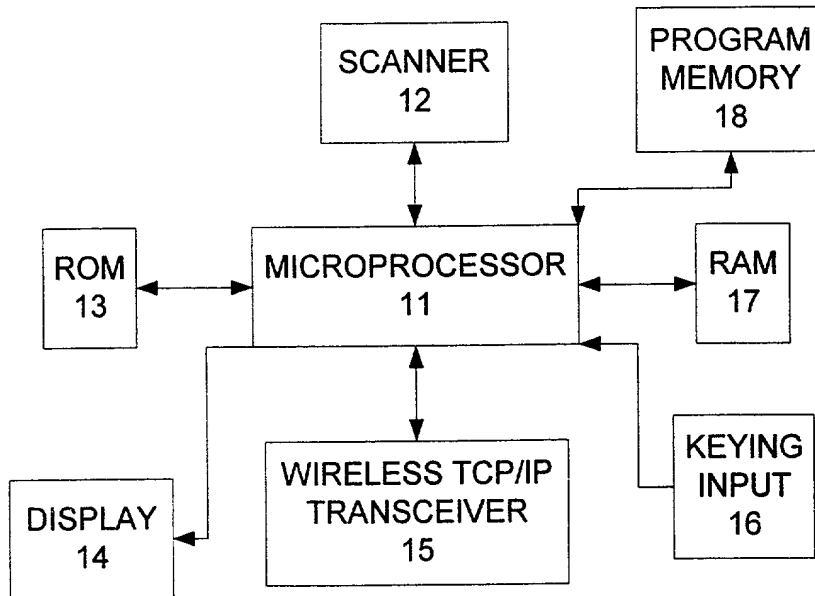 SCANNER
12
PROGRAM
MEMORY
18
ROM
13
MICROPROCESSOR
11
RAM
17
DISPLAY
14
WIRELESS TCP/IP
TRANSCEIVER
15
KEYING
INPUT
16